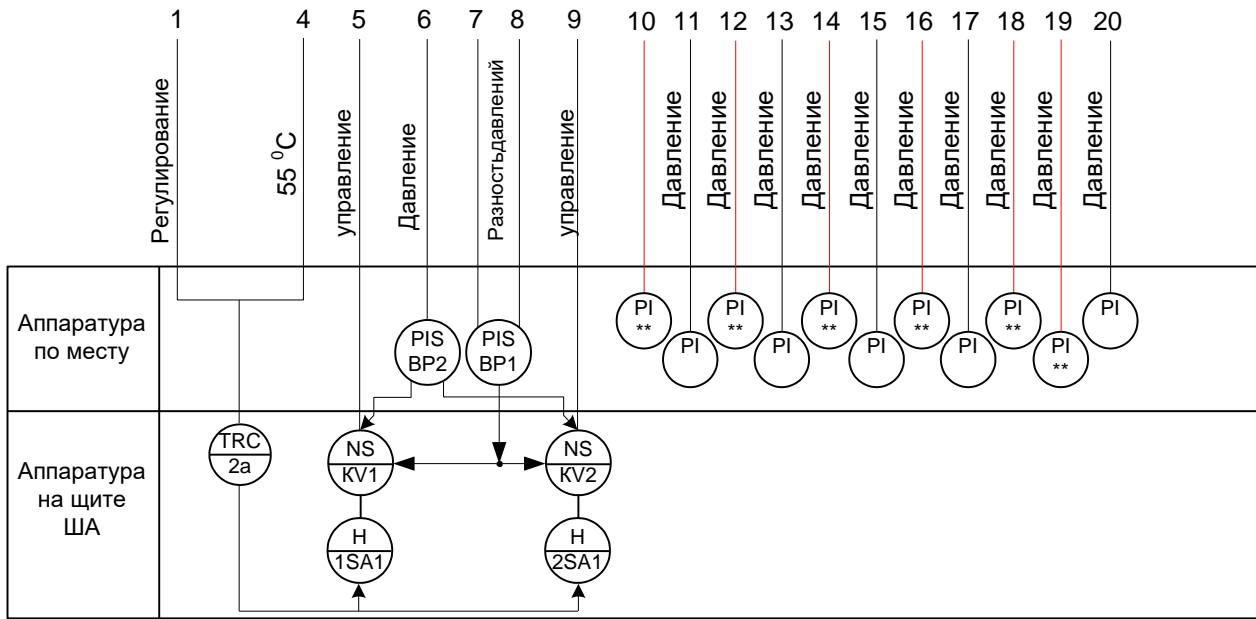 1 4 5 6 7 8 9 10 11 12 13 14 15 16 17 18 19 20
Регулирование
55 ⁰C
управление
Давление
Разностьдавлений
управление
Давление
Давление
Давление
Давление
Давление
Давление
Давление
Давление
Давление
Давление
Аппаратура
по месту
PIS
BP2
PIS
BP1
PI
**
PI
PI
**
PI
PI
**
PI
PI
**
PI
PI
**
PI
**
PI
Аппаратура
на щите
ША
TRC
2a
NS
KV1
NS
KV2
H
1SA1
H
2SA1